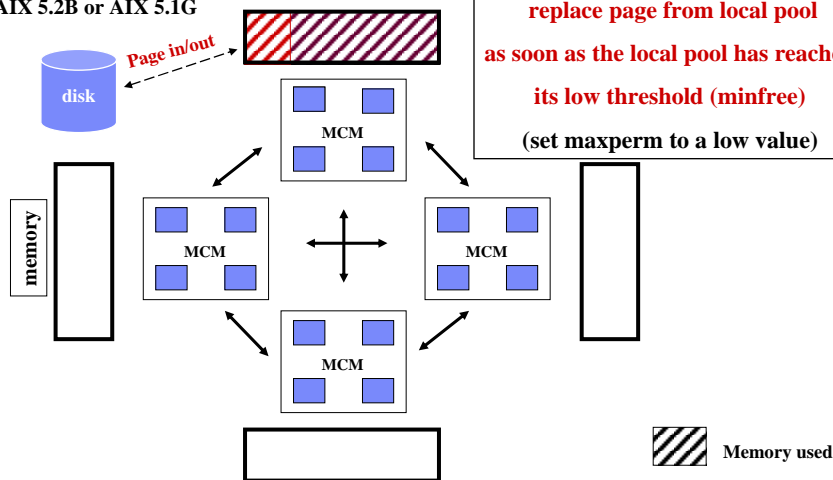 AIX 5.2B or AIX 5.1G
replace page from local pool
as soon as the local pool has reache
its low threshold (minfree)
(set maxperm to a low value)
Page in/out
disk
MCM
memory
MCM
MCM
MCM
Memory used